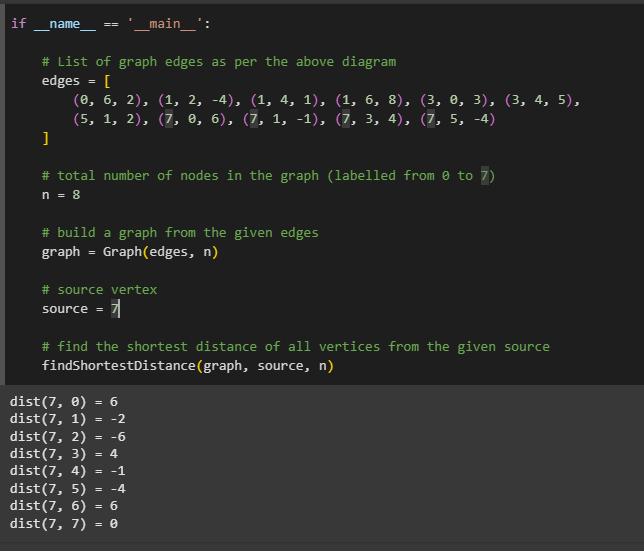 if __name__ == '__main__':
# List of graph edges as per the above diagram
edges = [
(0, 6, 2), (1, 2, -4), (1, 4, 1), (1, 6, 8), (3, 0, 3), (3, 4, 5),
(5, 1, 2), (7, 0, 6), (7, 1, -1), (7, 3, 4), (7, 5, -4)
]
# total number of nodes in the graph (labelled from 0 to 7)
n = 8
# build a graph from the given edges
graph = Graph(edges, n)
# source vertex
source = 7
# find the shortest distance of all vertices from the given source
findShortestDistance(graph, source, n)
dist(7, 0) = 6
dist(7, 1) = -2
dist(7, 2) = -6
dist(7, 3) = 4
dist(7, 4) = -1
dist(7, 5) = -4
dist(7, 6) = 6
dist(7, 7) = 0